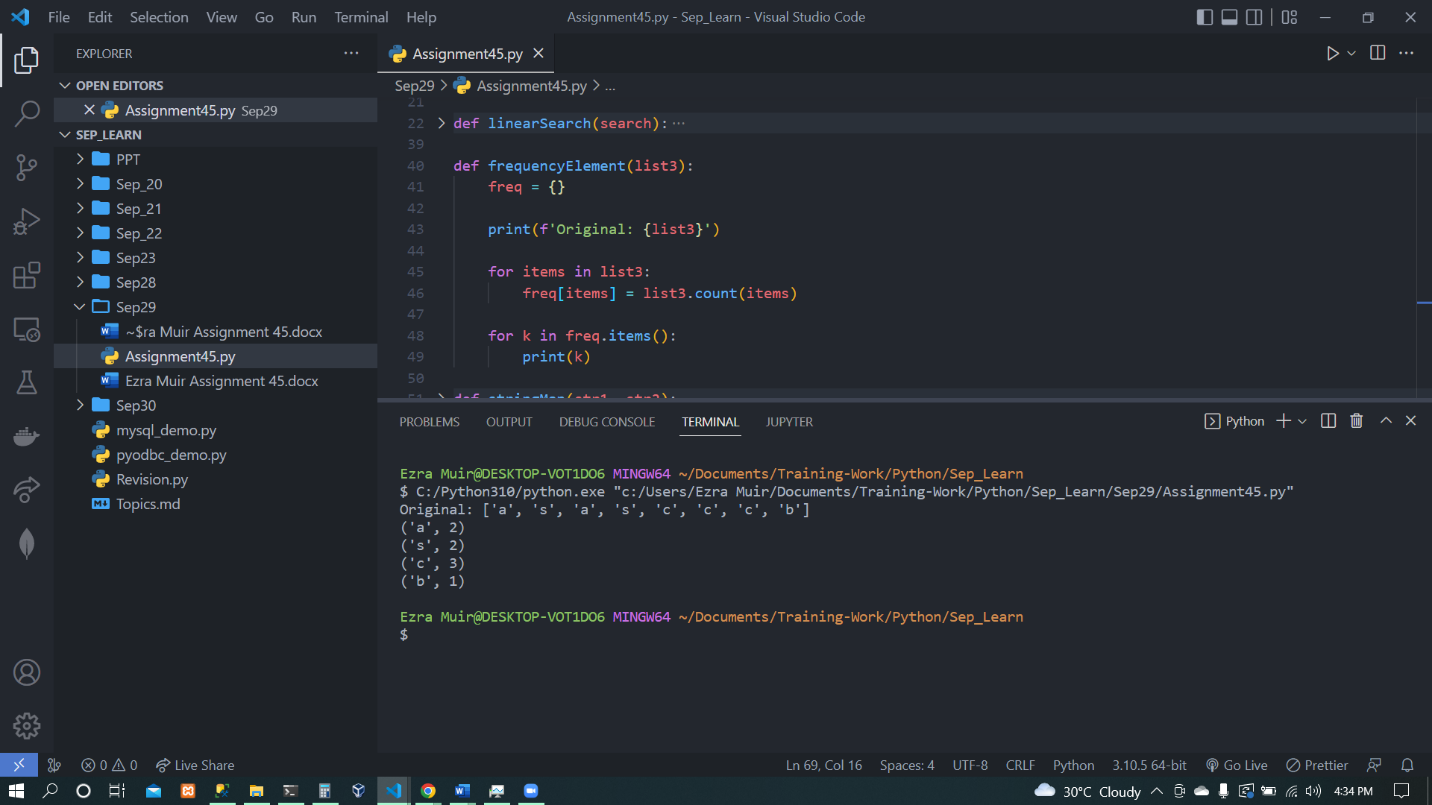 File Edit Selection View Go Run Terminal Help
Assignment45.py - Sep_Learn - Visual Studio Code
EXPLORER
OPEN EDITORS
Assignment45.py Sep29
SEP_LEARN
PPT
Sep_20
Sep_21
Sep_22
Sep23
Sep28
Sep29
~$ra Muir Assignment 45.docx
Assignment45.py
Ezra Muir Assignment 45.docx
Sep30
mysql_demo.py
pyodbc_demo.py
Revision.py
Topics.md
Assignment45.py
Sep29 > Assignment45.py > ...
21
22 def linearSearch(search): ...
39
40 def frequencyElement(list3):
41 freq = {}
42
43 print(f'Original: {list3}')
44
45 for items in list3:
46 freq[items] = list3.count(items)
47
48 for k in freq.items():
49 print(k)
50
51 def stringMap(str1, str2):
PROBLEMS OUTPUT DEBUG CONSOLE TERMINAL JUPYTER
Python
Ezra Muir@DESKTOP-VOT1DO6 MINGW64 ~/Documents/Training-Work/Python/Sep_Learn
$ C:/Python310/python.exe "c:/Users/Ezra Muir/Documents/Training-Work/Python/Sep_Learn/Sep29/Assignment45.py"
Original: ['a', 's', 'a', 's', 'c', 'c', 'c', 'b']
('a', 2)
('s', 2)
('c', 3)
('b', 1)
Ezra Muir@DESKTOP-VOT1DO6 MINGW64 ~/Documents/Training-Work/Python/Sep_Learn
$
0 0 Live Share
Ln 69, Col 16 Spaces: 4 UTF-8 CRLF Python 3.10.5 64-bit Go Live Prettier
30°C Cloudy 4:34 PM